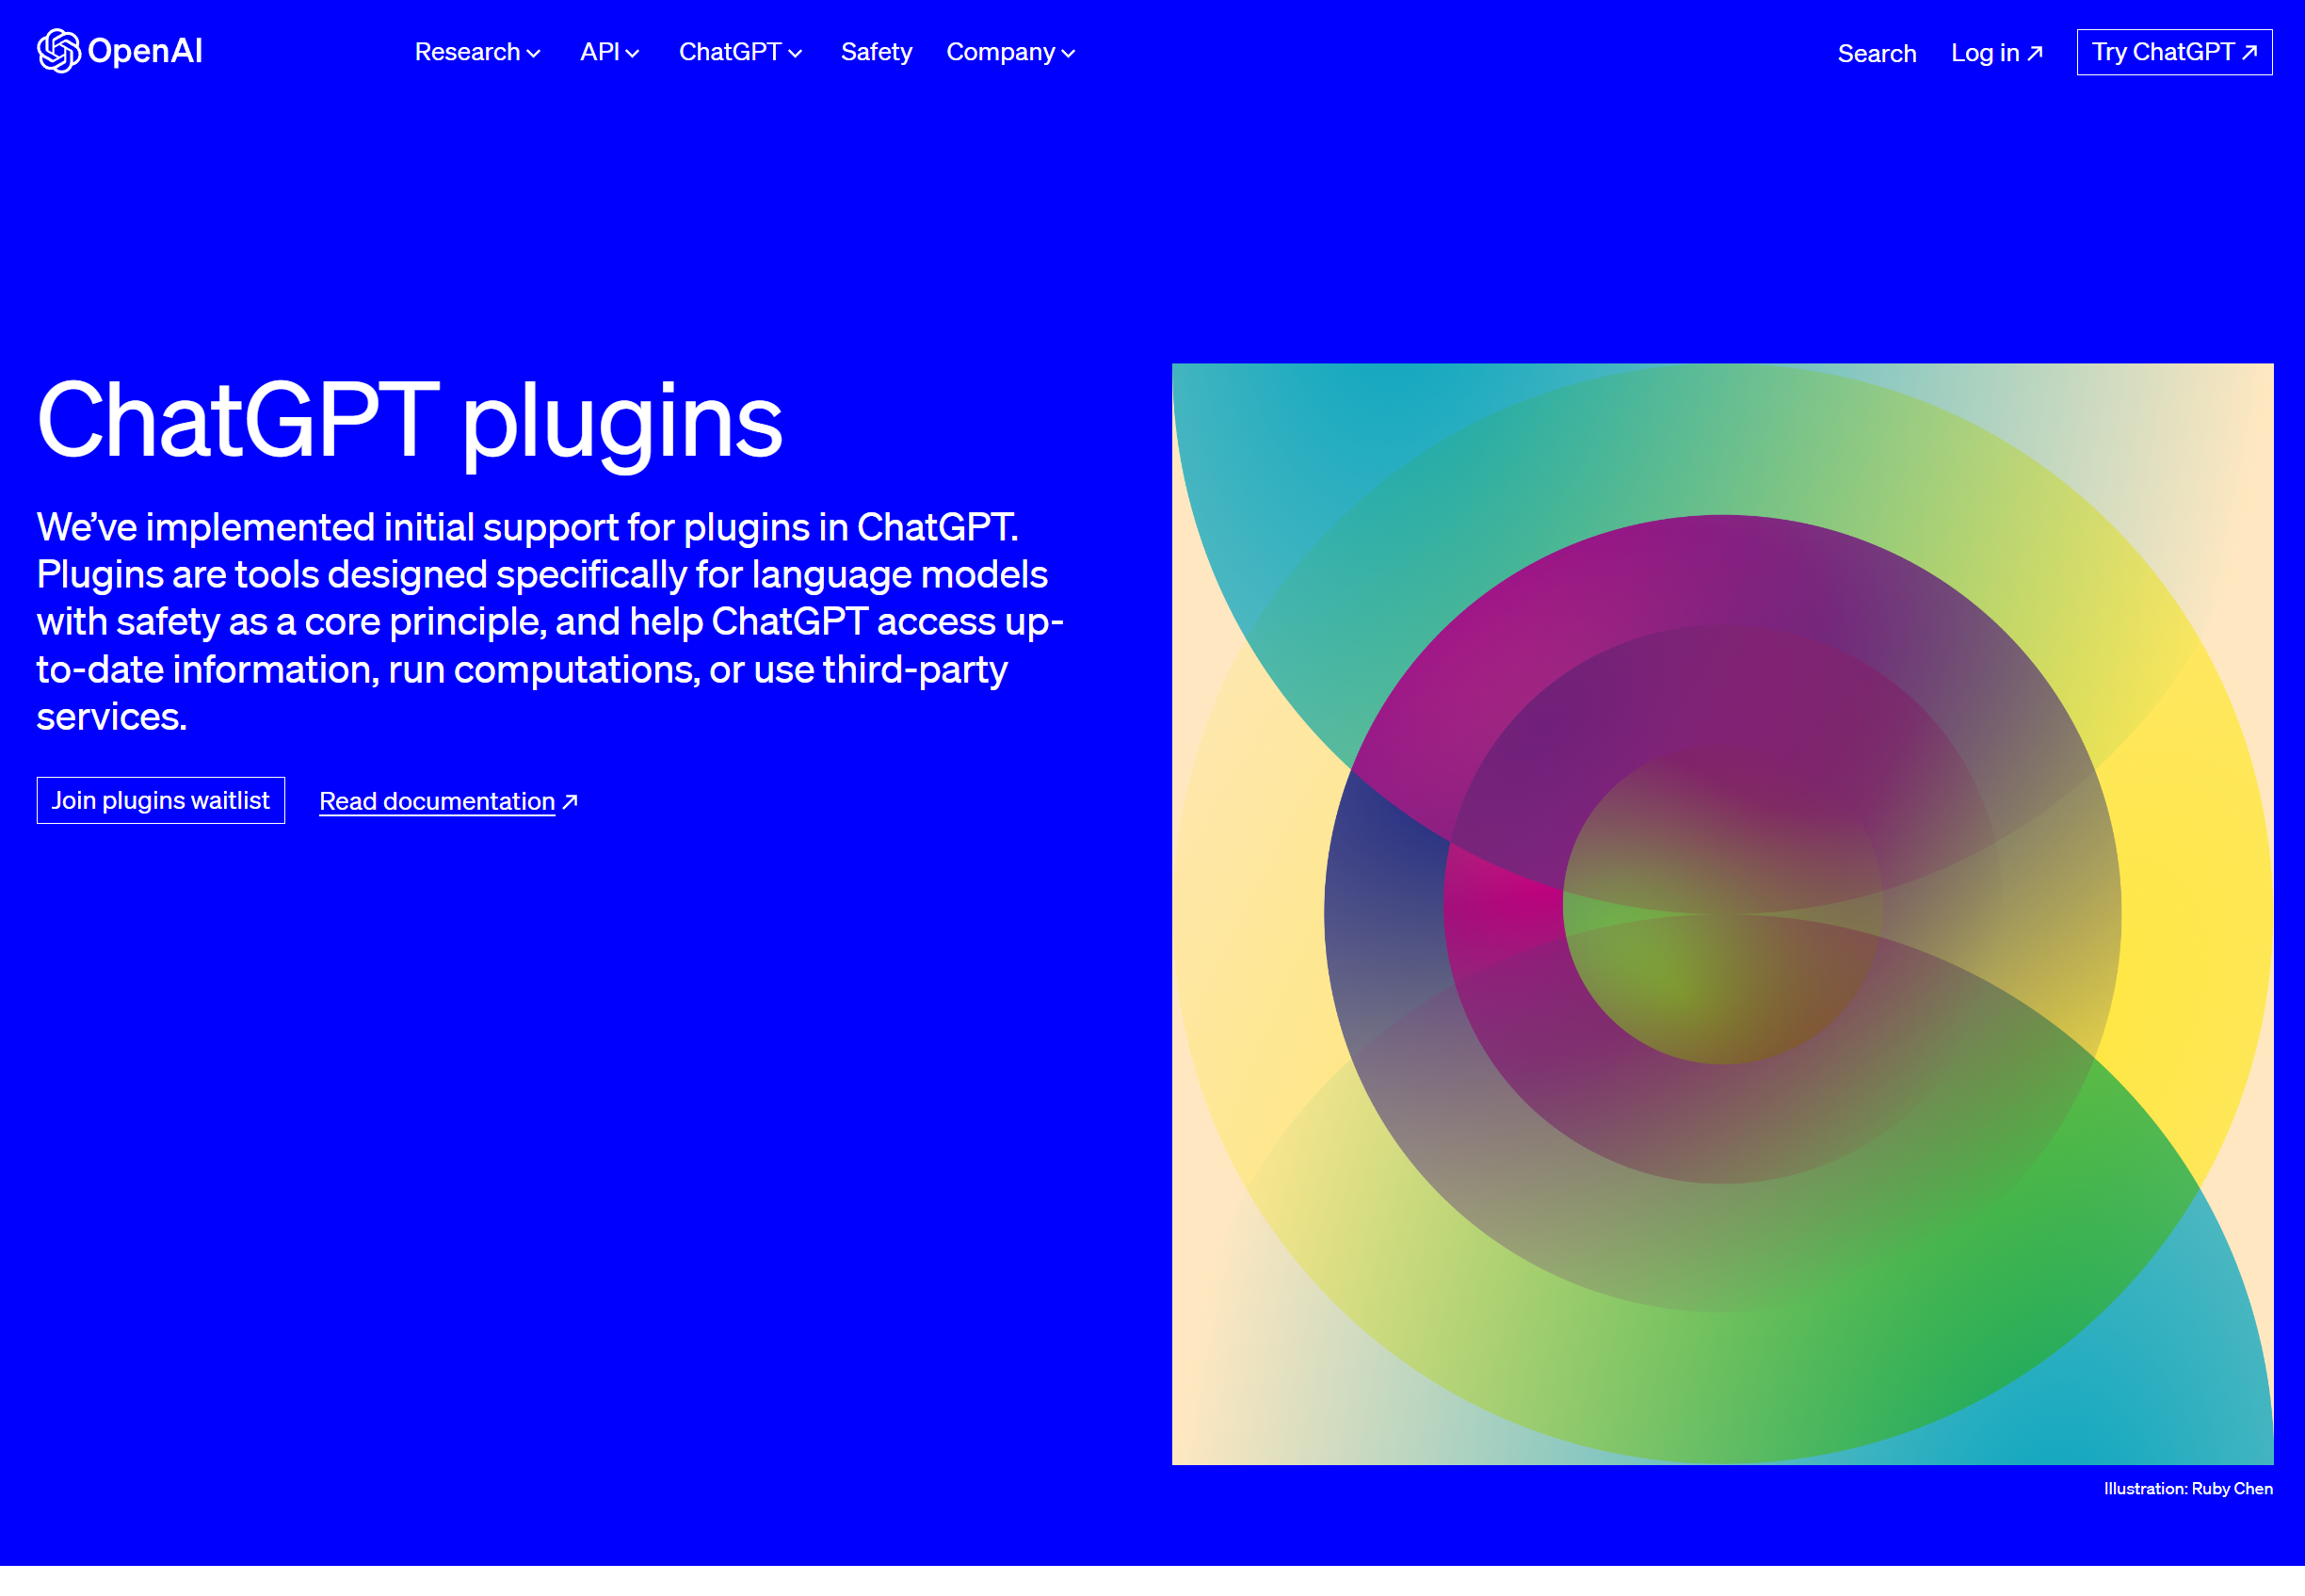 OpenAI
Research
API
ChatGPT
Safety
Company
Search
Log in ↗
Try ChatGPT ↗
ChatGPT plugins
We’ve implemented initial support for plugins in ChatGPT.
Plugins are tools designed specifically for language models
with safety as a core principle, and help ChatGPT access up-
to-date information, run computations, or use third-party
services.
Join plugins waitlist
Read documentation ↗
Illustration: Ruby Chen